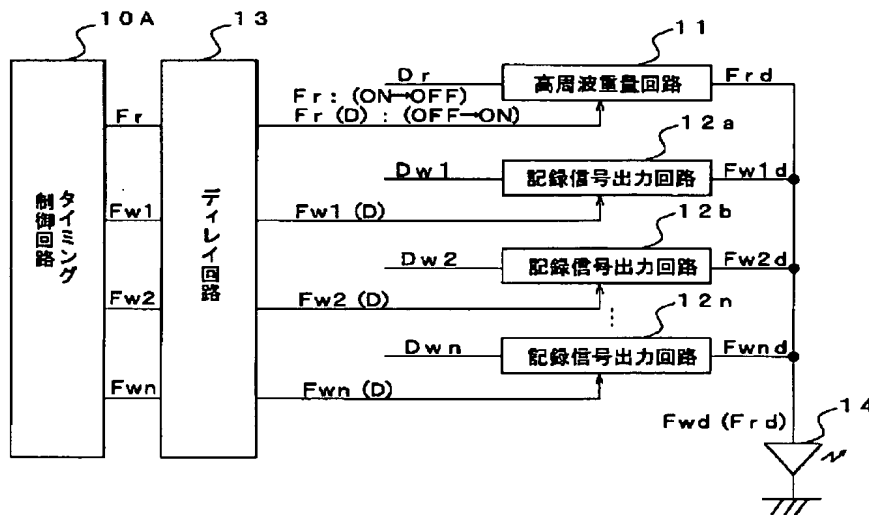 10A
13
11
Dr
高周波重量回路
Frd
Fr:(ON→OFF)
Fr
Fr(D):(OFF→ON)
12a
Dw1
記録信号出力回路
Fw1d
タイミング
制御回路
ディレイ回路
Fw1
Fw1(D)
12b
Dw2
記録信号出力回路
Fw2d
Fw2
Fw2(D)
12n
Dwn
記録信号出力回路
Fwnd
Fwn
Fwn(D)
Fwd(Frd)
14